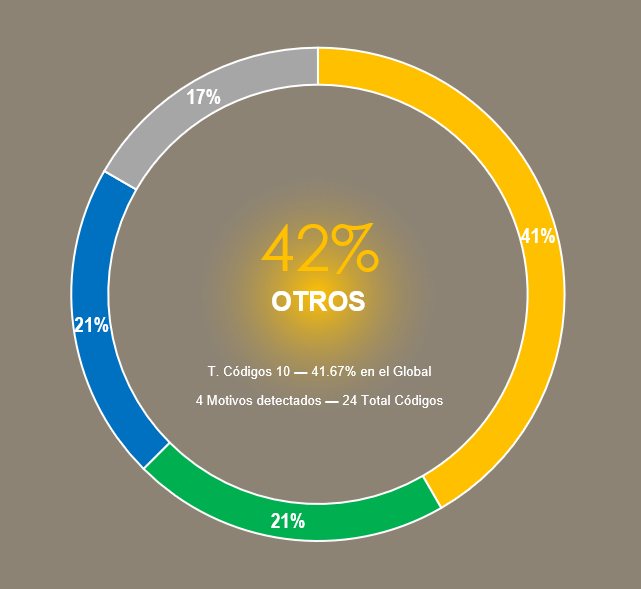 17%
41%
42%
OTROS
21%
T. Códigos 10 — 41.67% en el Global
4 Motivos detectados — 24 Total Códigos
21%